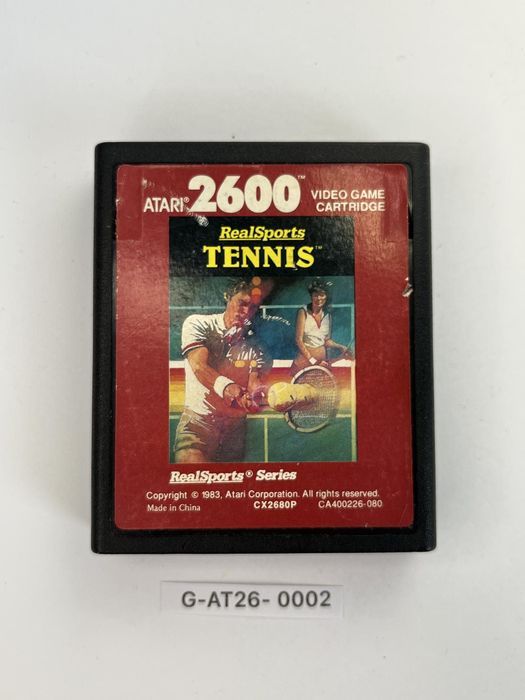 ATARI® 2600™ VIDEO GAME
CARTRIDGE
RealSports
TENNIS™
RealSports® Series
Copyright © 1983, Atari Corporation. All rights reserved.
Made in China CX2680P CA400226-080
G-AT26- 0002